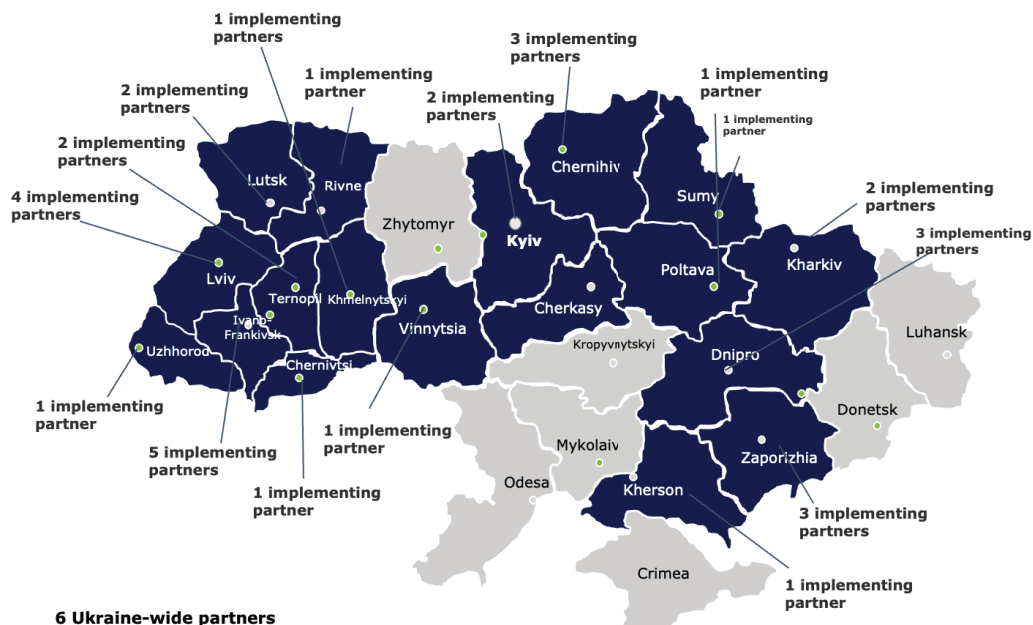 1 implementing
partners
3 implementing
partners
1 implementing
partner
1 implementing
partner
2 implementing
partners
2 implementing
partners
1 implementing
partner
2 implementing
partners
4 implementing
partners
2 implementing
partners
3 implementing
partners
Lutsk
Rivne
Zhytomyr
Kyiv
Chernihiv
Sumy
Lviv
Ternopil
Khmelnytskyi
Vinnytsia
Cherkasy
Poltava
Kharkiv
Ivano-
Frankivsk
Uzhhorod
Chernivtsi
Kropyvnytskyi
Dnipro
Luhansk
Donetsk
Mykolaiv
Zaporizhia
Odesa
Kherson
Crimea
1 implementing
partner
5 implementing
partners
1 implementing
partner
1 implementing
partner
3 implementing
partners
1 implementing
partner
6 Ukraine-wide partners